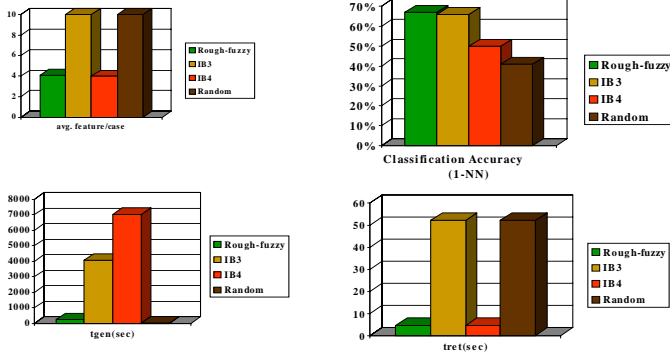 10
8
6
4
2
0
avg. feature/case
Rough-fuzzy
IB3
IB4
Random
70%
60%
50%
40%
30%
20%
10%
0%
Classification Accuracy
(1-NN)
Rough-fuzzy
IB3
IB4
Random
8000
7000
6000
5000
4000
3000
2000
1000
0
tgen(sec)
Rough-fuzzy
IB3
IB4
Random
60
50
40
30
20
10
0
tret(sec)
Rough-fuzzy
IB3
IB4
Random